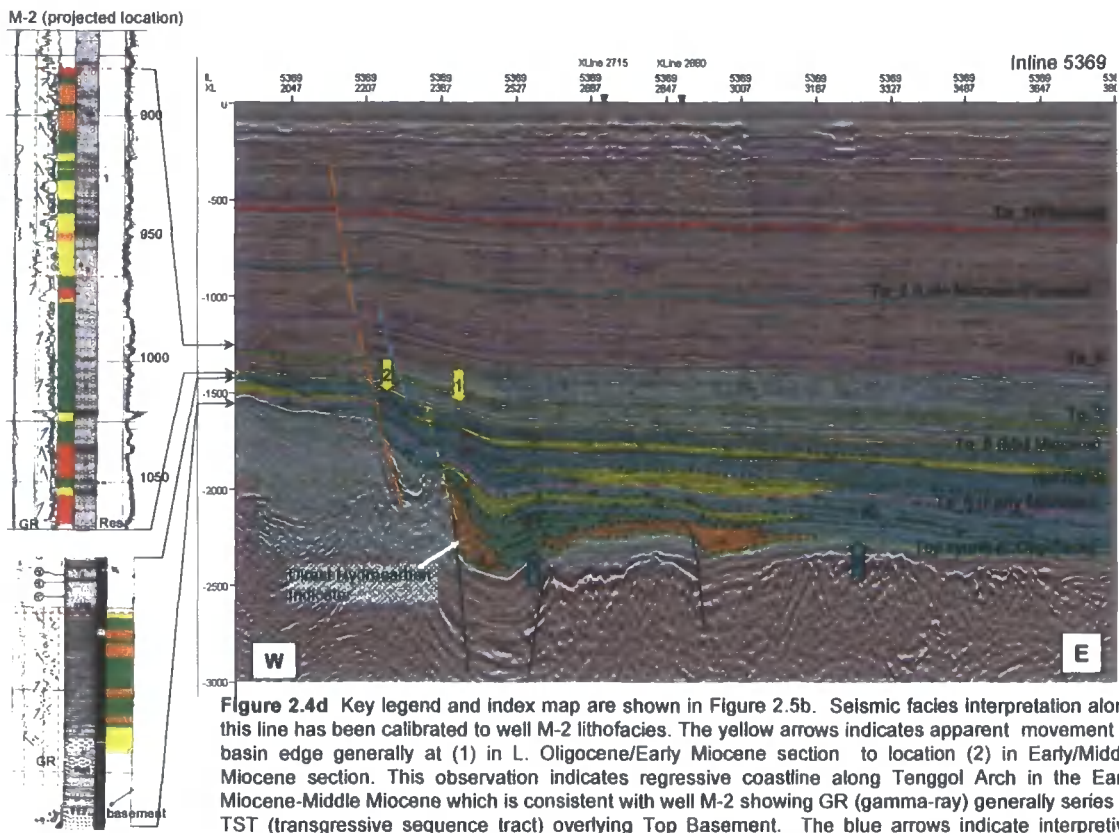 M-2 (projected location)
Inline 5369
XLine 2715
XLine 2860
IL 5369 5369 5369 5369 5369 5369 5369 5369 5369 5369 5369
XL 2047 2207 2367 2527 2687 2847 3007 3167 3327 3487 3647
0
-500
-1000
-1500
-2000
-2500
-3000
900
950
1000
1050
GR
Res
2
1
Direct Hydrocarbon
Indicator
W
E
GR
basement
Figure 2.4d Key legend and index map are shown in Figure 2.5b. Seismic facies interpretation
this line has been calibrated to well M-2 lithofacies. The yellow arrows indicates apparent movement
basin edge generally at (1) in L. Oligocene/Early Miocene section to location (2) in Early/
Miocene section. This observation indicates regressive coastline along Tenggol Arch in the
Miocene-Middle Miocene which is consistent with well M-2 showing GR (gamma-ray) generally series
TST (transgressive sequence tract) overlying Top Basement. The blue arrows indicate